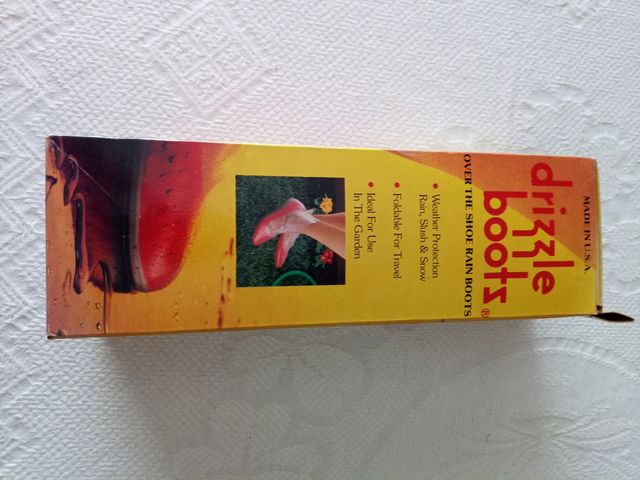 MADE IN U.S.A.
drizzle
boots®
OVER THE SHOE RAIN BOOTS
• Weather Protection
Rain, Slush & Snow
• Foldable For Travel
• Ideal For Use
In The Garden